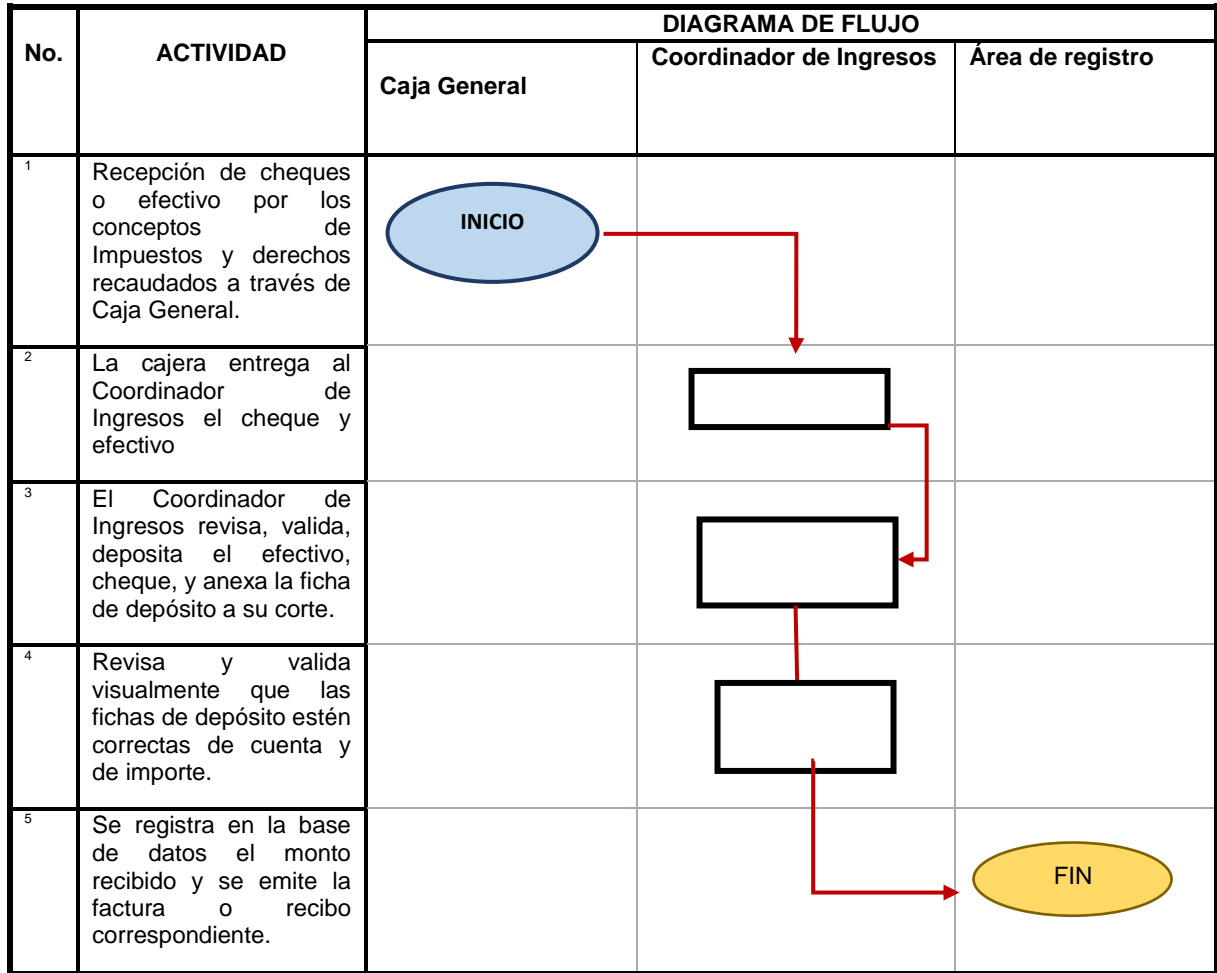 DIAGRAMA DE FLUJO
No.
ACTIVIDAD
Caja General
Coordinador de Ingresos
Área de registro
1
Recepción de cheques
o efectivo por los
conceptos de
Impuestos y derechos
recaudados a través de
Caja General.
INICIO
2
La cajera entrega al
Coordinador de
Ingresos el cheque y
efectivo
3
El Coordinador de
Ingresos revisa, valida,
deposita el efectivo,
cheque, y anexa la ficha
de depósito a su corte.
4
Revisa y valida
visualmente que las
fichas de depósito estén
correctas de cuenta y
de importe.
5
Se registra en la base
de datos el monto
recibido y se emite la
factura o recibo
correspondiente.
FIN